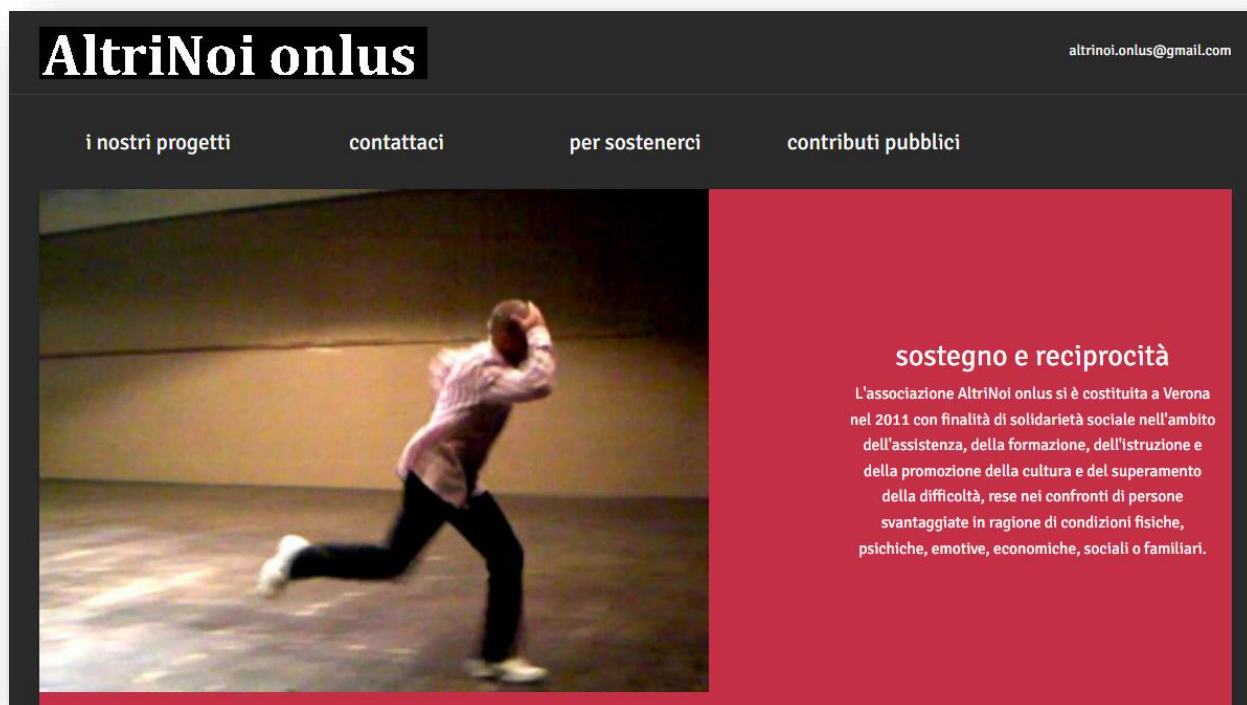 AltriNoi onlus
altrinoi.onlus@gmail.com
i nostri progetti
contattaci
per sostenerci
contributi pubblici
sostegno e reciprocità
L'associazione AltriNoi onlus si è costituita a Verona
nel 2011 con finalità di solidarietà sociale nell'ambito
dell'assistenza, della formazione, dell'istruzione e
della promozione della cultura e del superamento
della difficoltà, rese nei confronti di persone
svantaggiate in ragione di condizioni fisiche,
psichiche, emotive, economiche, sociali o familiari.